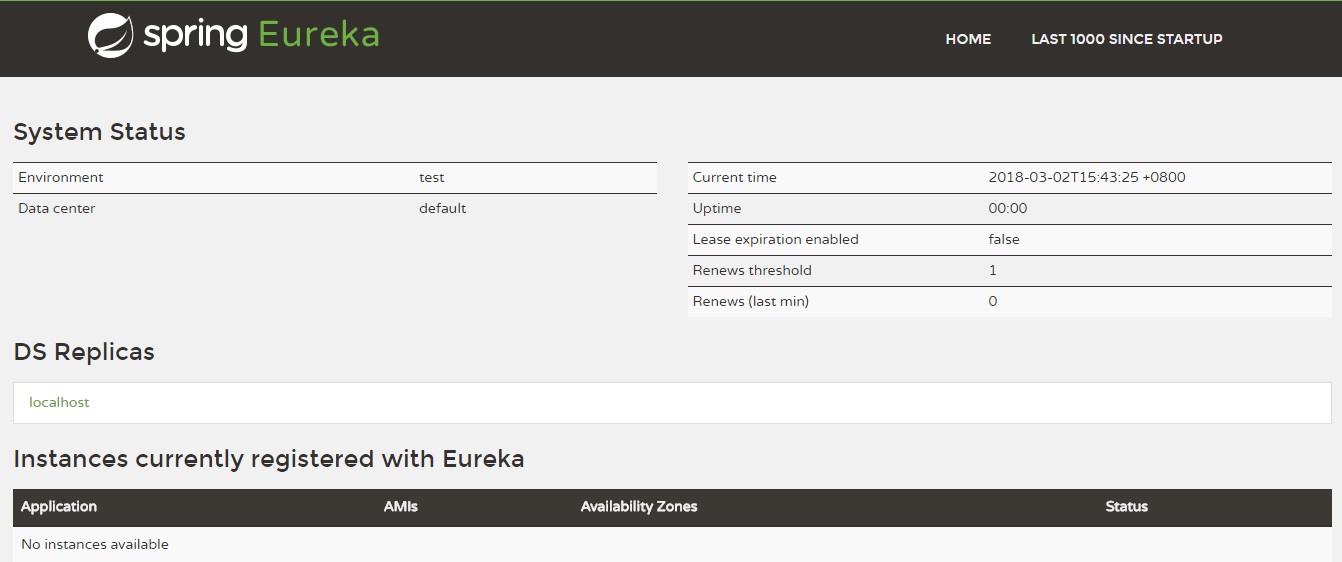 spring Eureka
HOME LAST 1000 SINCE STARTUP
System Status
Environment test
Data center default
Current time 2018-03-02T15:43:25 +0800
Uptime 00:00
Lease expiration enabled false
Renews threshold 1
Renews (last min) 0
DS Replicas
localhost
Instances currently registered with Eureka
Application AMIs Availability Zones Status
No instances available